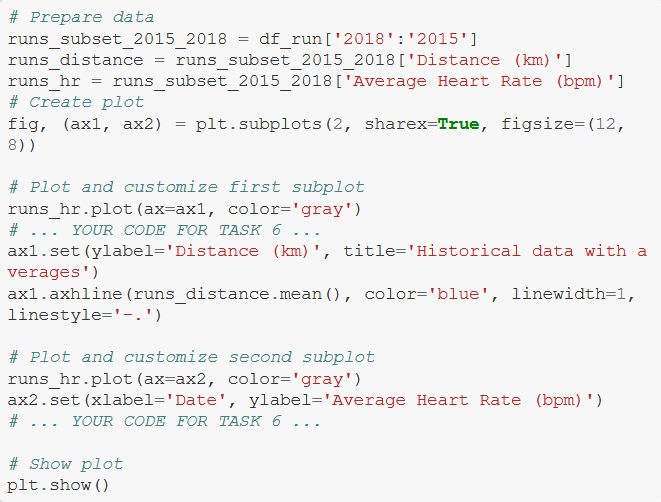 # Prepare data
runs_subset_2015_2018 = df_run['2018':'2015']
runs_distance = runs_subset_2015_2018['Distance (km)']
runs_hr = runs_subset_2015_2018['Average Heart Rate (bpm)']
# Create plot
fig, (ax1, ax2) = plt.subplots(2, sharex=True, figsize=(12,
8))
# Plot and customize first subplot
runs_hr.plot(ax=ax1, color='gray')
# ... YOUR CODE FOR TASK 6 ...
ax1.set(ylabel='Distance (km)', title='Historical data with a
verages')
ax1.axhline(runs_distance.mean(), color='blue', linewidth=1,
linestyle='-.')
# Plot and customize second subplot
runs_hr.plot(ax=ax2, color='gray')
ax2.set(xlabel='Date', ylabel='Average Heart Rate (bpm)')
# ... YOUR CODE FOR TASK 6 ...
# Show plot
plt.show()